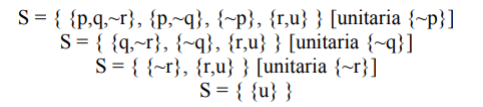 S = { {p,q,~r}, {p,~q}, {~p}, {r,u} } [unitaria {~p}]
S = { {q,~r}, {~q}, {r,u} } [unitaria {~q}]
S = { {~r}, {r,u} } [unitaria {~r}]
S = { {u} }